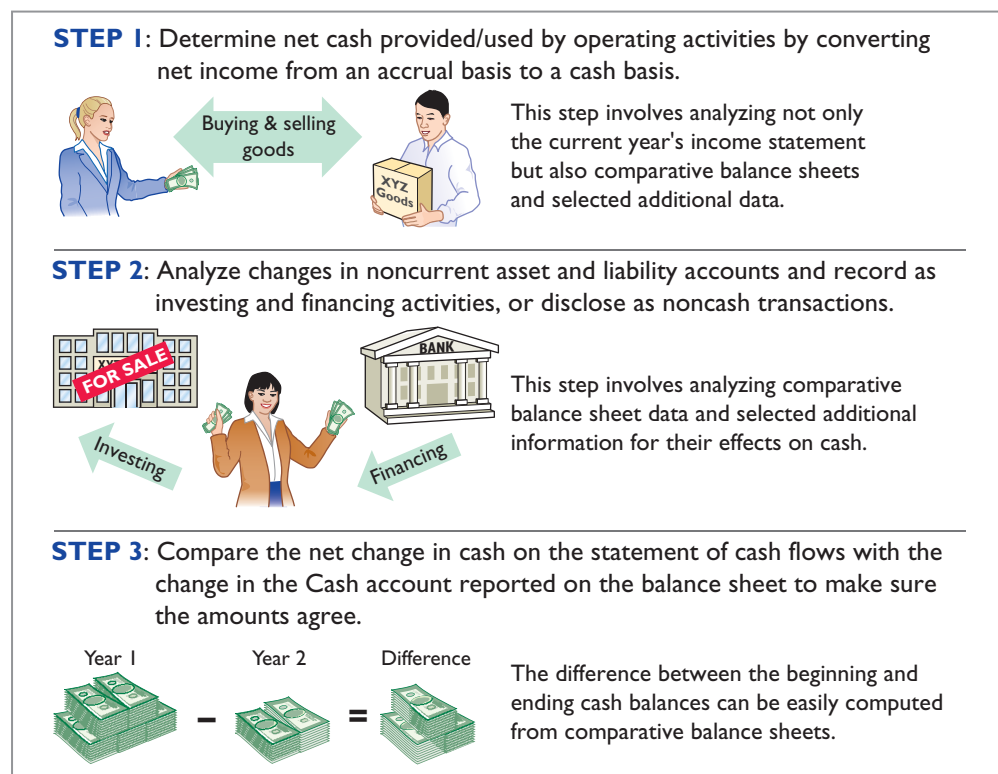 STEP 1: Determine net cash provided/used by operating activities by converting
net income from an accrual basis to a cash basis.
Buying & selling
goods
XYZ
Goods
This step involves analyzing not only
the current year's income statement
but also comparative balance sheets
and selected additional data.
STEP 2: Analyze changes in noncurrent asset and liability accounts and record as
investing and financing activities, or disclose as noncash transactions.
FOR SALE
BANK
Investing
Financing
This step involves analyzing comparative
balance sheet data and selected additional
information for their effects on cash.
STEP 3: Compare the net change in cash on the statement of cash flows with the
change in the Cash account reported on the balance sheet to make sure
the amounts agree.
Year 1
Year 2
Difference
–
=
The difference between the beginning and
ending cash balances can be easily computed
from comparative balance sheets.